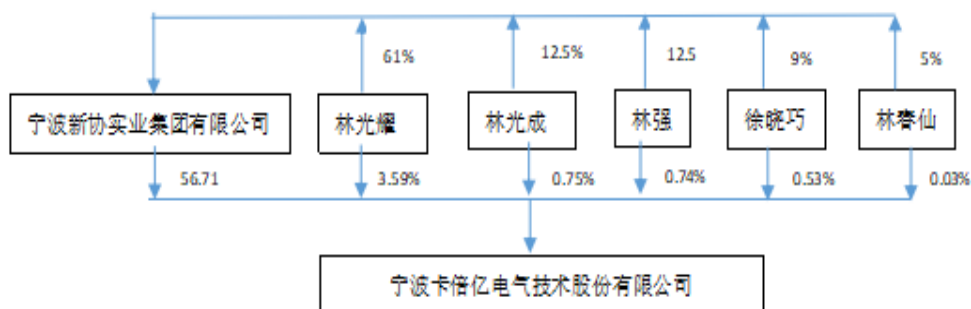 61% 12.5% 12.5 9% 5%
宁波新协实业集团有限公司 林光耀 林光成 林强 徐晓巧 林春仙
56.71 3.59% 0.75% 0.74% 0.53% 0.03%
宁波卡倍亿电气技术股份有限公司